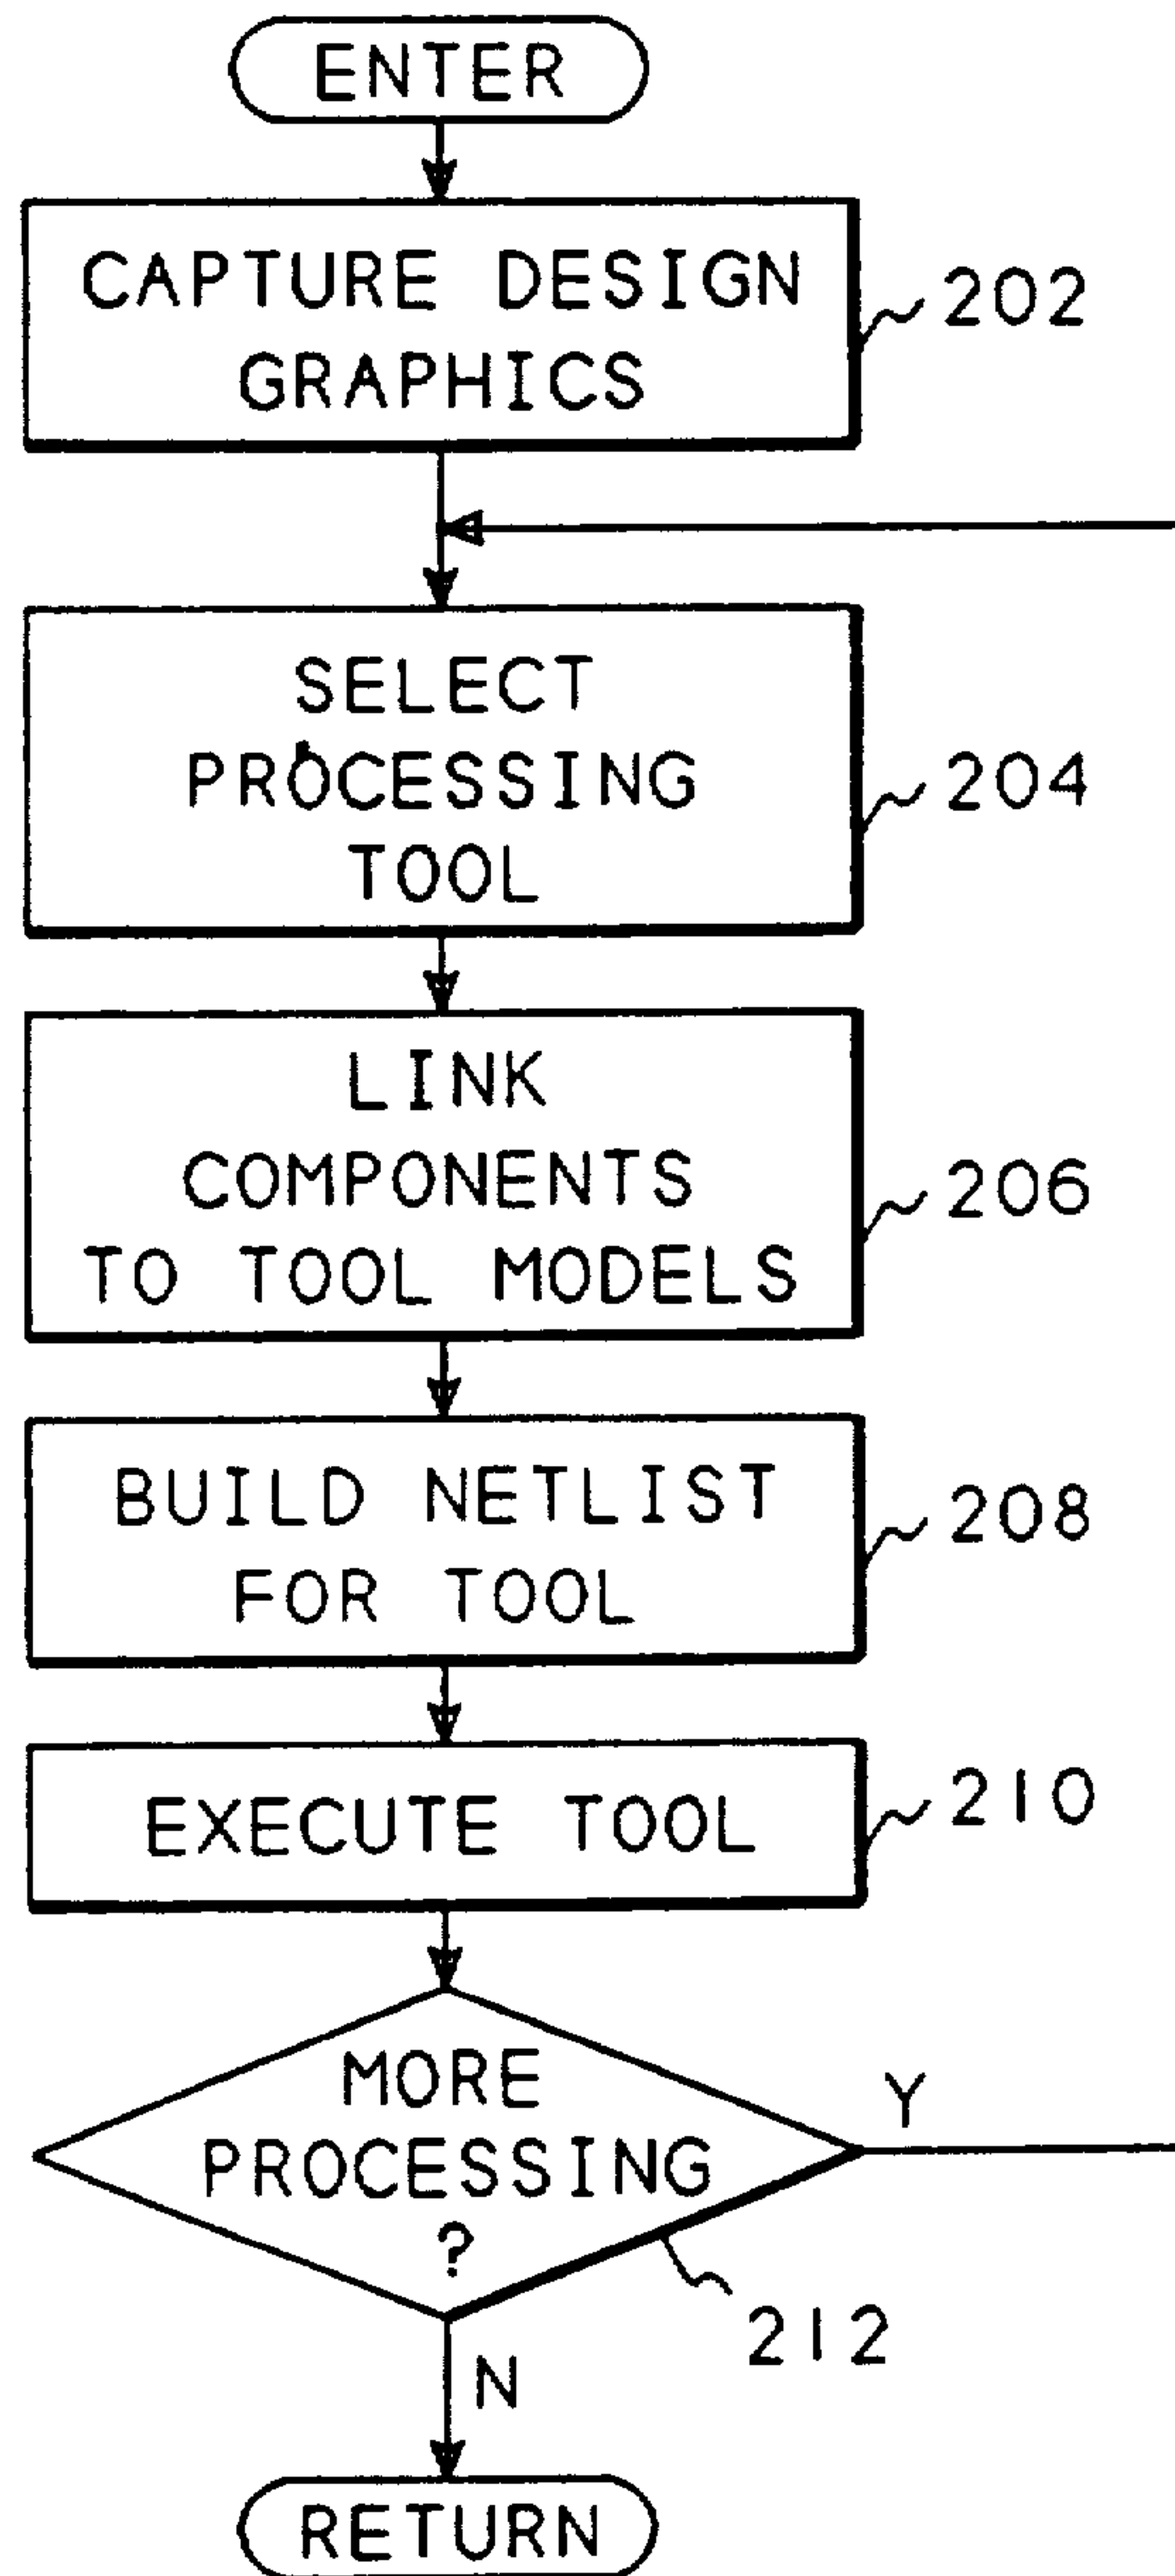 ENTER
CAPTURE DESIGN
GRAPHICS
202
SELECT
PROCESSING
TOOL
204
LINK
COMPONENTS
TO TOOL MODELS
206
BUILD NETLIST
FOR TOOL
208
EXECUTE TOOL
210
MORE
PROCESSING
?
Y
212
N
RETURN